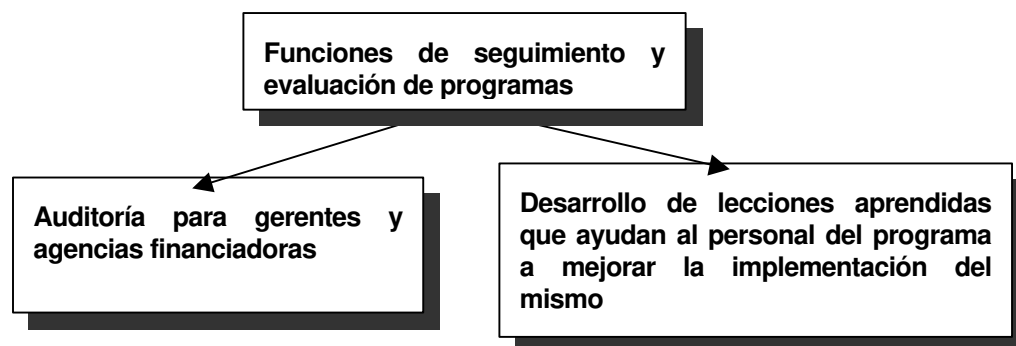 Funciones de seguimiento y
evaluación de programas
Auditoría para gerentes y
agencias financiadoras
Desarrollo de lecciones aprendidas
que ayudan al personal del programa
a mejorar la implementación del
mismo